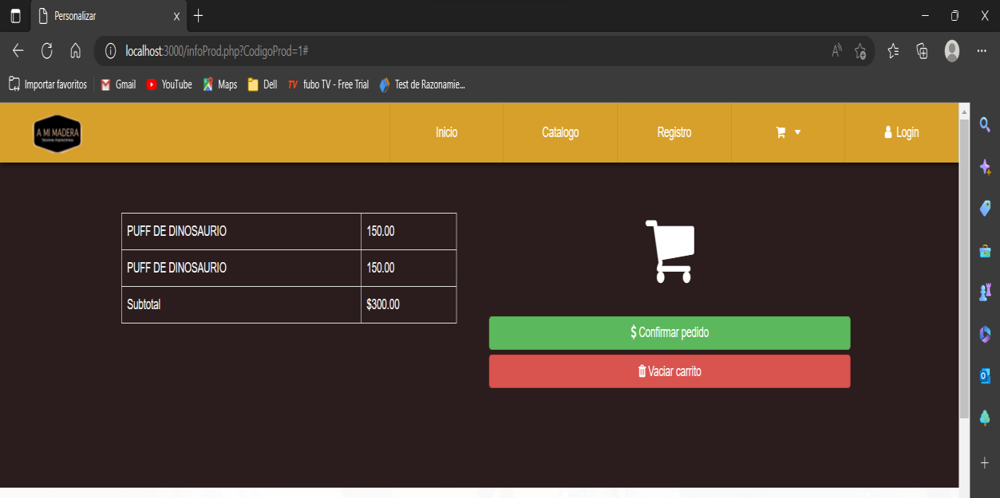 Personalizar
localhost:3000/infoProd.php?CodigoProd=1#
Importar favoritos Gmail YouTube Maps Dell TV fubo TV - Free Trial Test de Razonamie...
A MI MADERA
Inicio Catalogo Registro Login
PUFF DE DINOSAURIO 150.00
PUFF DE DINOSAURIO 150.00
Subtotal $300.00
$ Confirmar pedido
Vaciar carrito